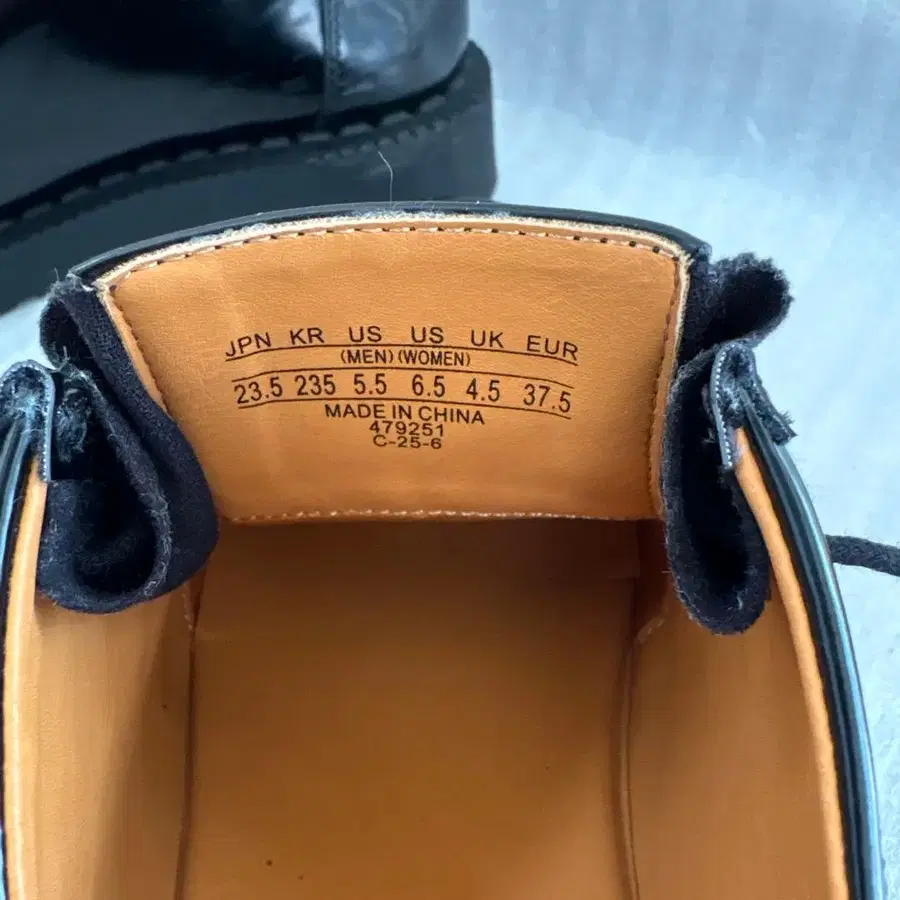 JPN KR US US UK EUR
(MEN) (WOMEN)
23.5 235 5.5 6.5 4.5 37.5
MADE IN CHINA
479251
C-25-6